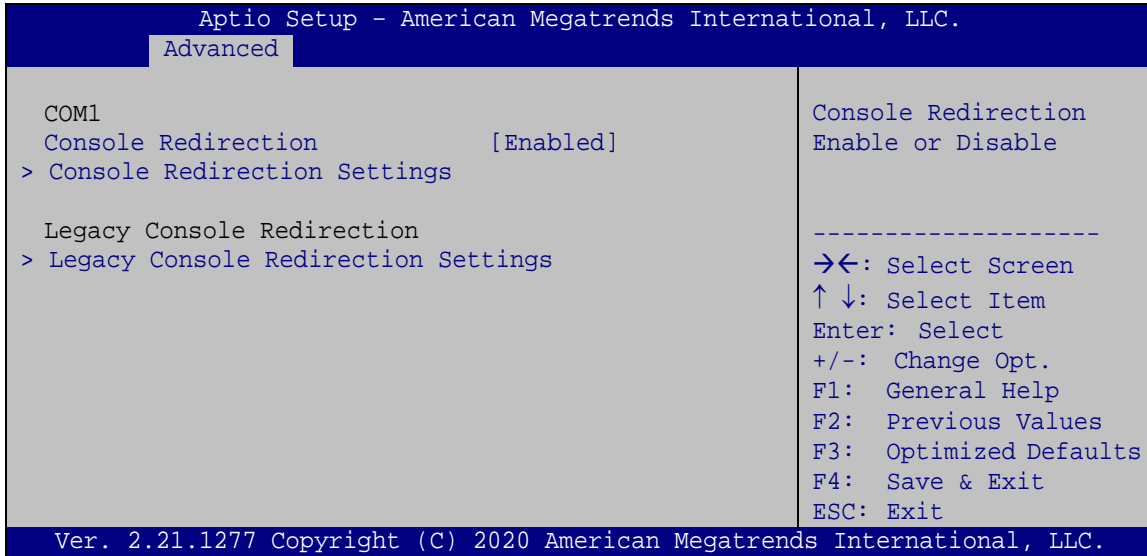 Aptio Setup – American Megatrends International, LLC.
Advanced
COM1
Console Redirection [Enabled]
> Console Redirection Settings
Legacy Console Redirection
> Legacy Console Redirection Settings
Console Redirection
Enable or Disable
--------------------
→←: Select Screen
↑ ↓: Select Item
Enter: Select
+/-: Change Opt.
F1: General Help
F2: Previous Values
F3: Optimized Defaults
F4: Save & Exit
ESC: Exit
Ver. 2.21.1277 Copyright (C) 2020 American Megatrends International, LLC.